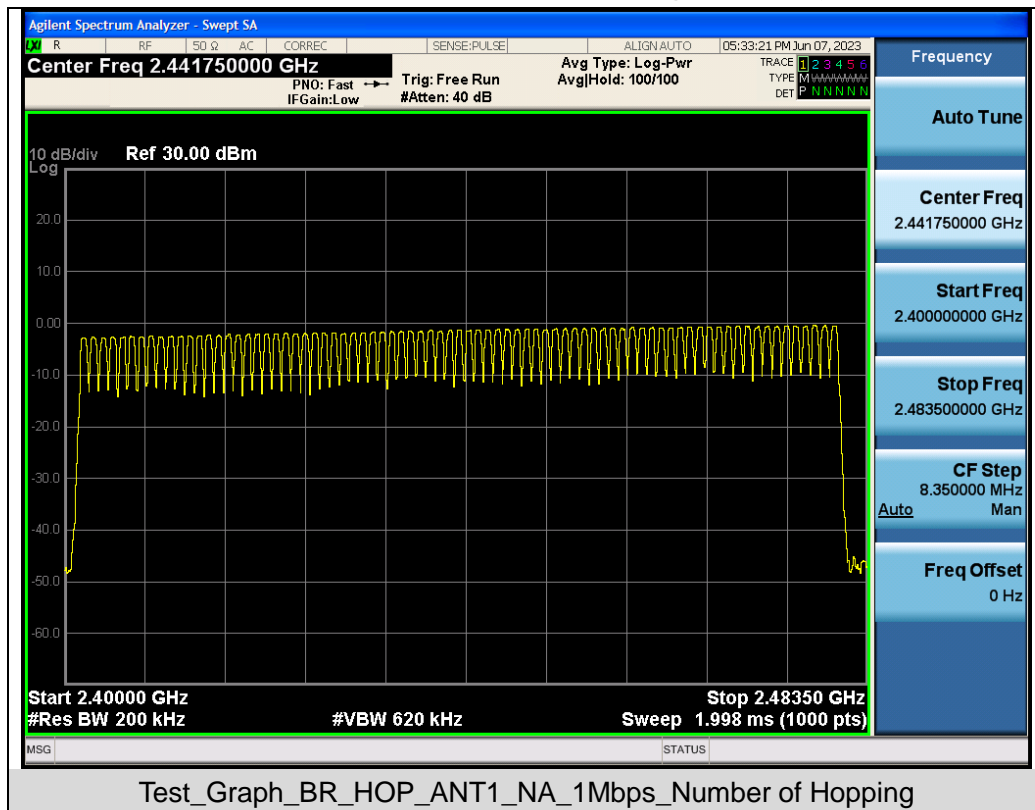 Agilent Spectrum Analyzer - Swept SA
LXI R RF 50 Ω AC CORREC SENSE:PULSE ALIGN AUTO 05:33:21 PM Jun 07, 2023
Center Freq 2.441750000 GHz
PNO: Fast
IFGain:Low
Trig: Free Run
#Atten: 40 dB
Avg Type: Log-Pwr
Avg|Hold: 100/100
TRACE 1 2 3 4 5 6
TYPE M WWWWW
DET P N N N N N
10 dB/div Ref 30.00 dBm
Log
20.0
10.0
0.00
-10.0
-20.0
-30.0
-40.0
-50.0
-60.0
Start 2.40000 GHz Stop 2.48350 GHz
#Res BW 200 kHz #VBW 620 kHz Sweep 1.998 ms (1000 pts)
MSG STATUS
Frequency
Auto Tune
Center Freq
2.441750000 GHz
Start Freq
2.400000000 GHz
Stop Freq
2.483500000 GHz
CF Step
8.350000 MHz
Auto Man
Freq Offset
0 Hz
Test_Graph_BR_HOP_ANT1_NA_1Mbps_Number of Hopping